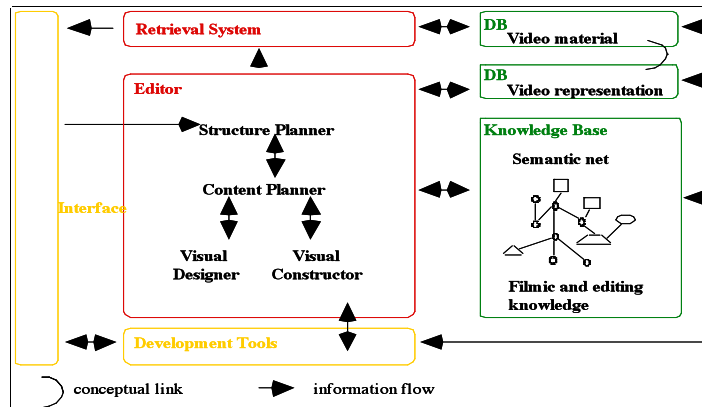 Retrieval System
DB
Video material
DB
Video representation
Editor
Structure Planner
Content Planner
Visual
Designer
Visual
Constructor
Interface
Knowledge Base
Semantic net
Filmic and editing
knowledge
Development Tools
conceptual link
information flow